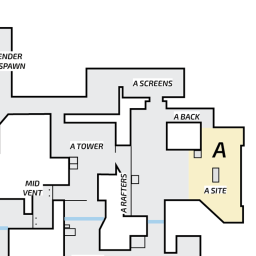 ENDER
SPAWN
A SCREENS
A BACK
A TOWER
A
MID
VENT
A RAFTERS
A SITE